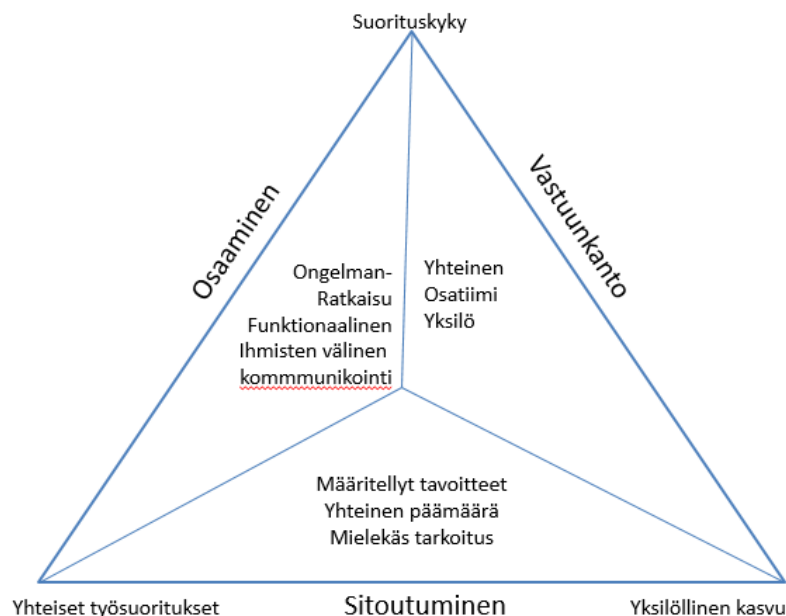 Suorituskyky
Osaaminen
Vastuunkanto
Ongelman-
Ratkaisu
Funktionaalinen
Ihmisten välinen
kommmunikointi
Yhteinen
Osatiimi
Yksilö
Määritellyt tavoitteet
Yhteinen päämäärä
Mielekäs tarkoitus
Yhteiset työsuoritukset
Sitoutuminen
Yksilöllinen kasvu